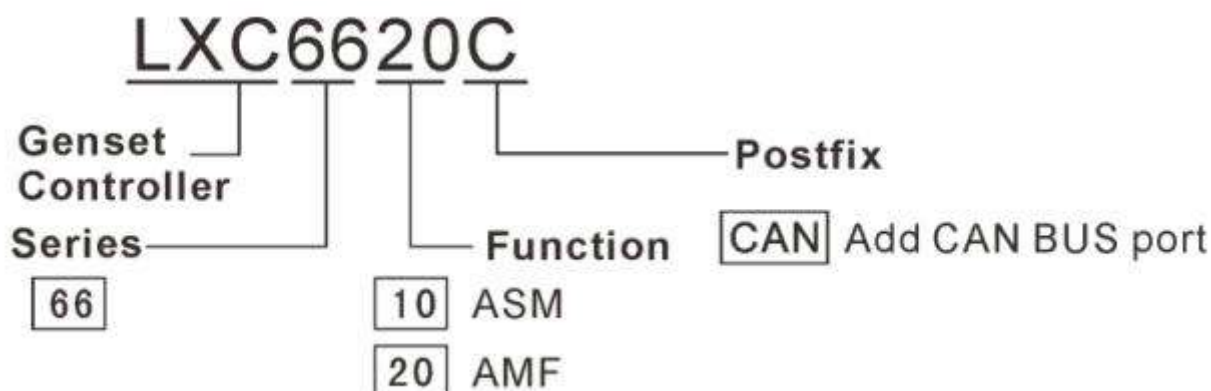 LXC6620C
Genset
Controller
Postfix
Series
Function
CAN Add CAN BUS port
66
10 ASM
20 AMF